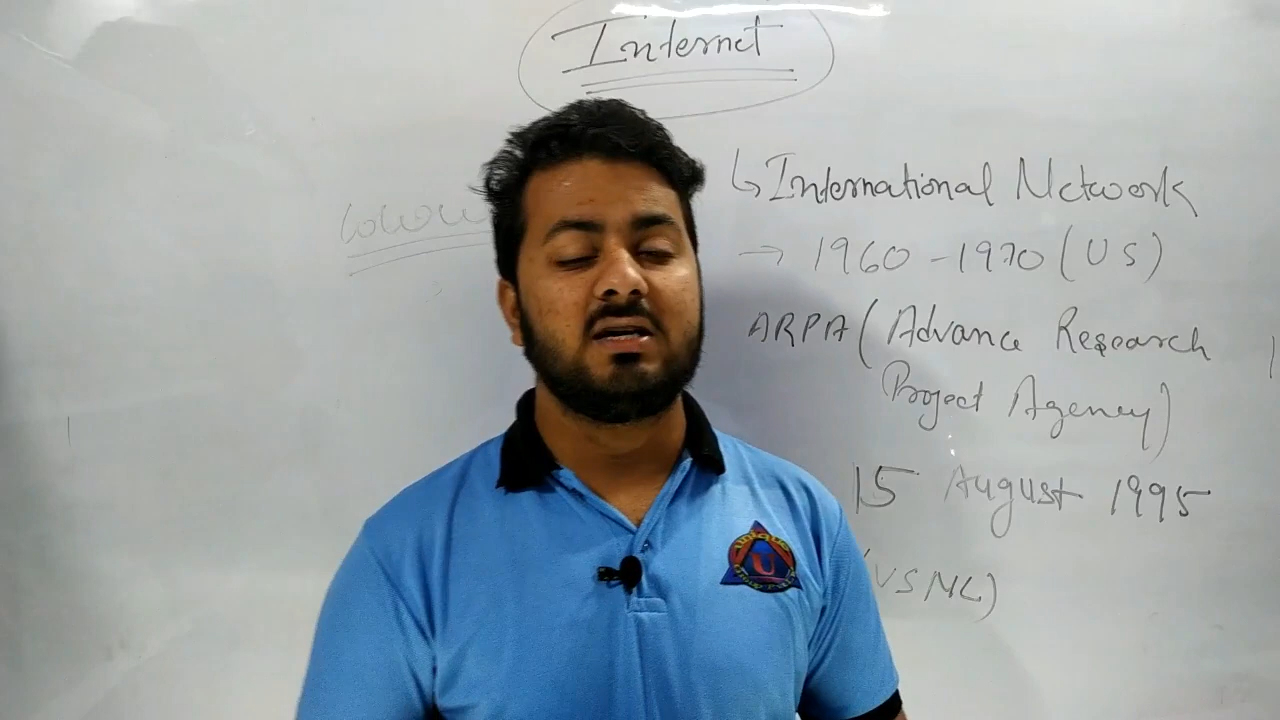 Internet
↳ International Network
→ 1960-1970 (US)
ARPA (Advance Research
Project Agency)
15 August 1995
(VSNL)
U